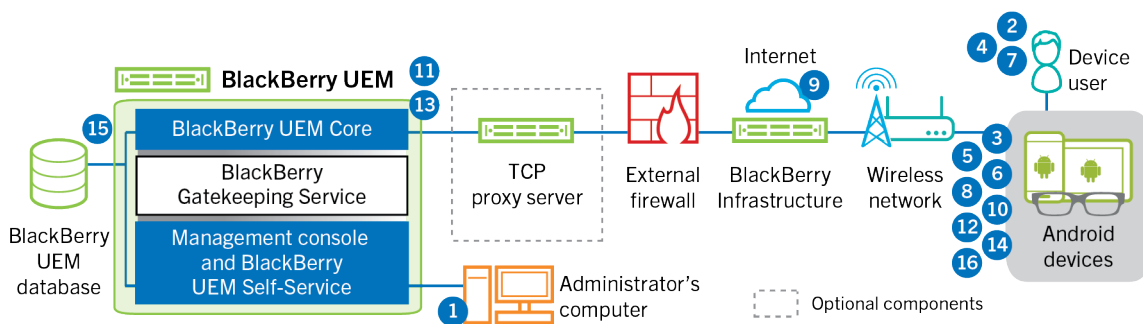 BlackBerry UEM
11
13
15
BlackBerry UEM Core
BlackBerry
Gatekeeping Service
Management console
and BlackBerry
UEM Self-Service
BlackBerry
UEM
database
1
Administrator's
computer
TCP
proxy server
External
firewall
Internet
9
BlackBerry
Infrastructure
Wireless
network
2
4
7
Device
user
3
5
6
8
10
12
14
16
Android
devices
Optional components